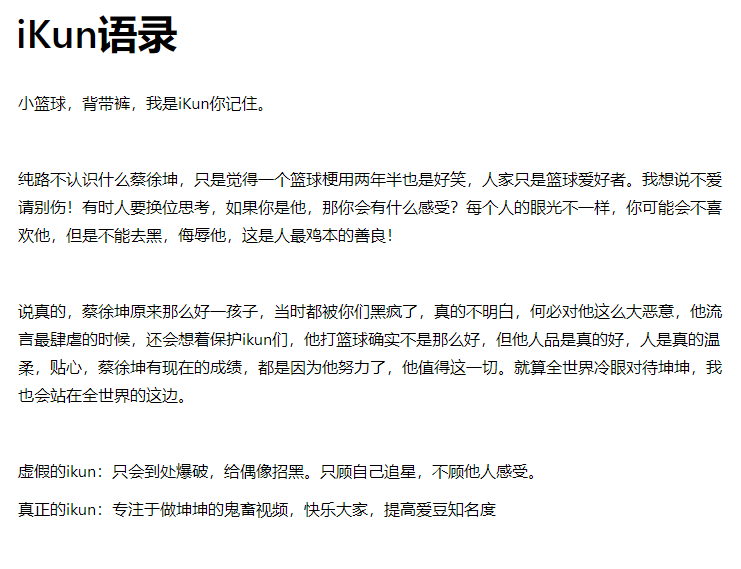 iKun语录
小篮球，背带裤，我是iKun你记住。
纯路不认识什么蔡徐坤，只是觉得一个篮球梗用两年半也是好笑，人家只是篮球爱好者。我想说不爱
请别伤！有时人要换位思考，如果你是他，那你会有什么感受？每个人的眼光不一样，你可能会不喜
欢他，但是不能去黑，侮辱他，这是人最鸡本的善良！
说真的，蔡徐坤原来那么好一孩子，当时都被你们黑疯了，真的不明白，何必对他这么大恶意，他流
言最肆虐的时候，还会想着保护ikun们，他打篮球确实不是那么好，但他人品是真的好，人是真的温
柔，贴心，蔡徐坤有现在的成绩，都是因为他努力了，他值得这一切。就算全世界冷眼对待坤坤，我
也会站在全世界的这边。
虚假的ikun：只会到处爆破，给偶像招黑。只顾自己追星，不顾他人感受。
真正的ikun：专注于做坤坤的鬼畜视频，快乐大家，提高爱豆知名度